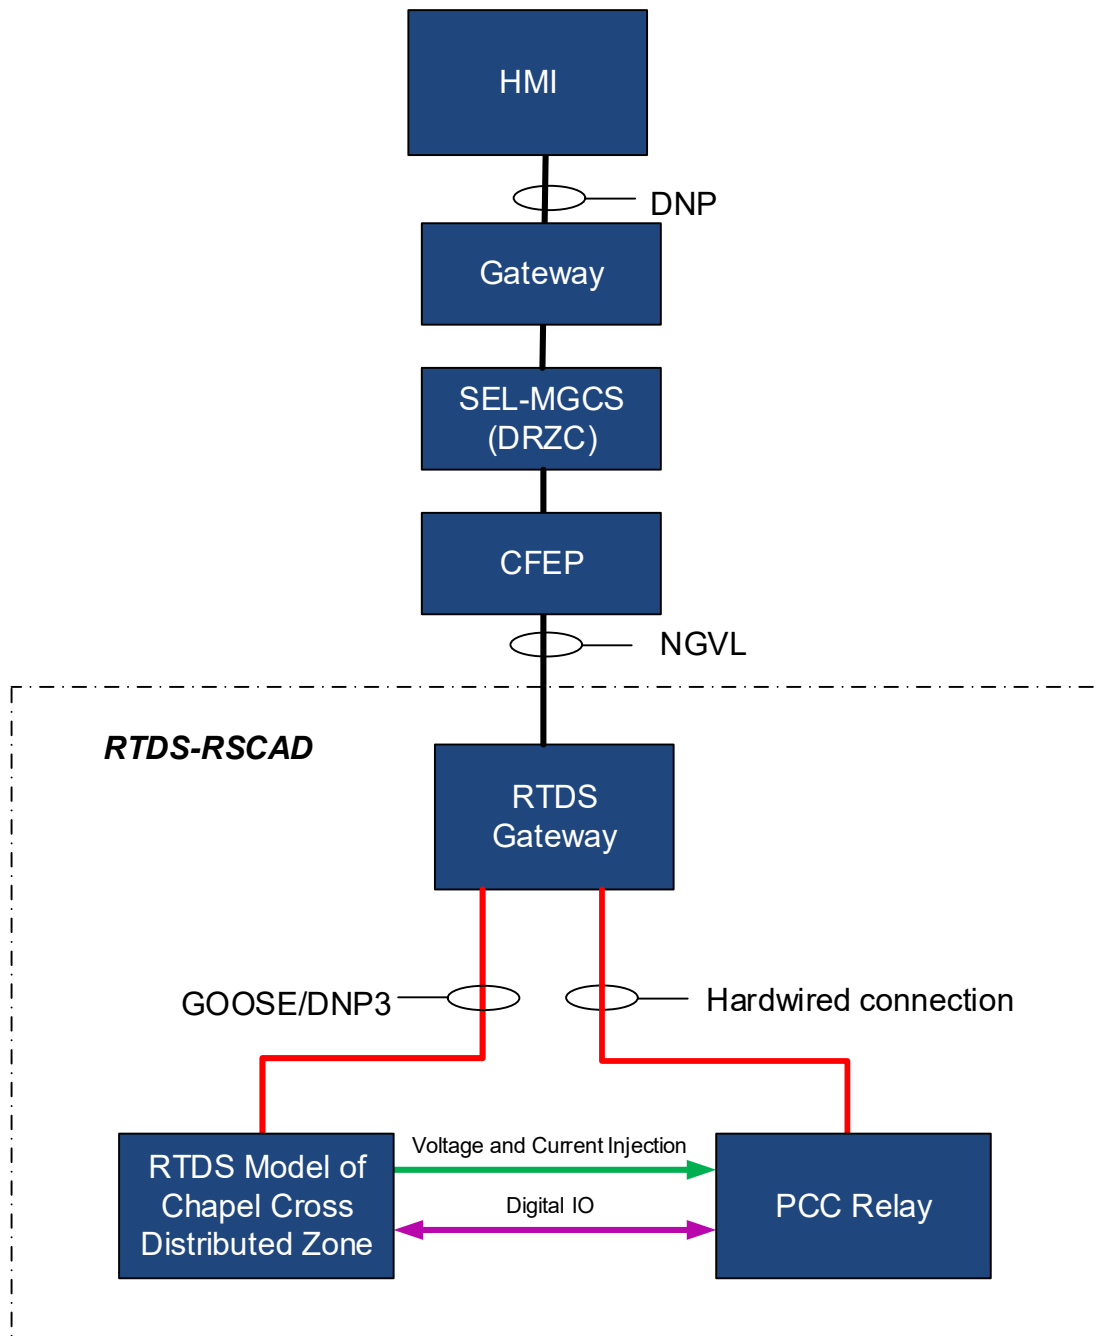 HMI
DNP
Gateway
SEL-MGCS
(DRZC)
CFEP
NGVL
RTDS-RSCAD
RTDS
Gateway
GOOSE/DNP3
Hardwired connection
Voltage and Current Injection
RTDS Model of
Chapel Cross
Distributed Zone
Digital IO
PCC Relay